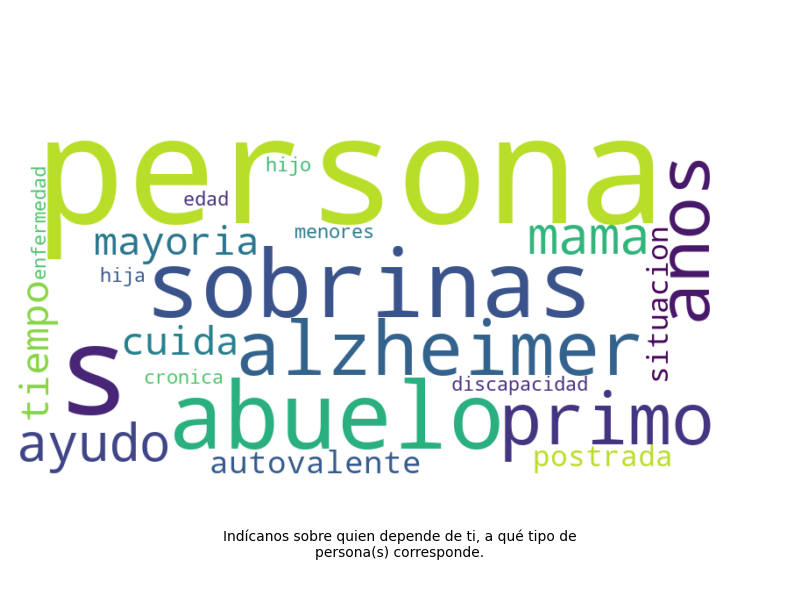 persona
hijo
edad
enfermedad
mayoria
menores
mama
años
situacion
hija
sobrinas
tiempo
s
cuida
alzheimer
cronica
discapacidad
abuelo
primo
ayudo
autovalente
postrada
Indícanos sobre quien depende de ti, a qué tipo de
persona(s) corresponde.